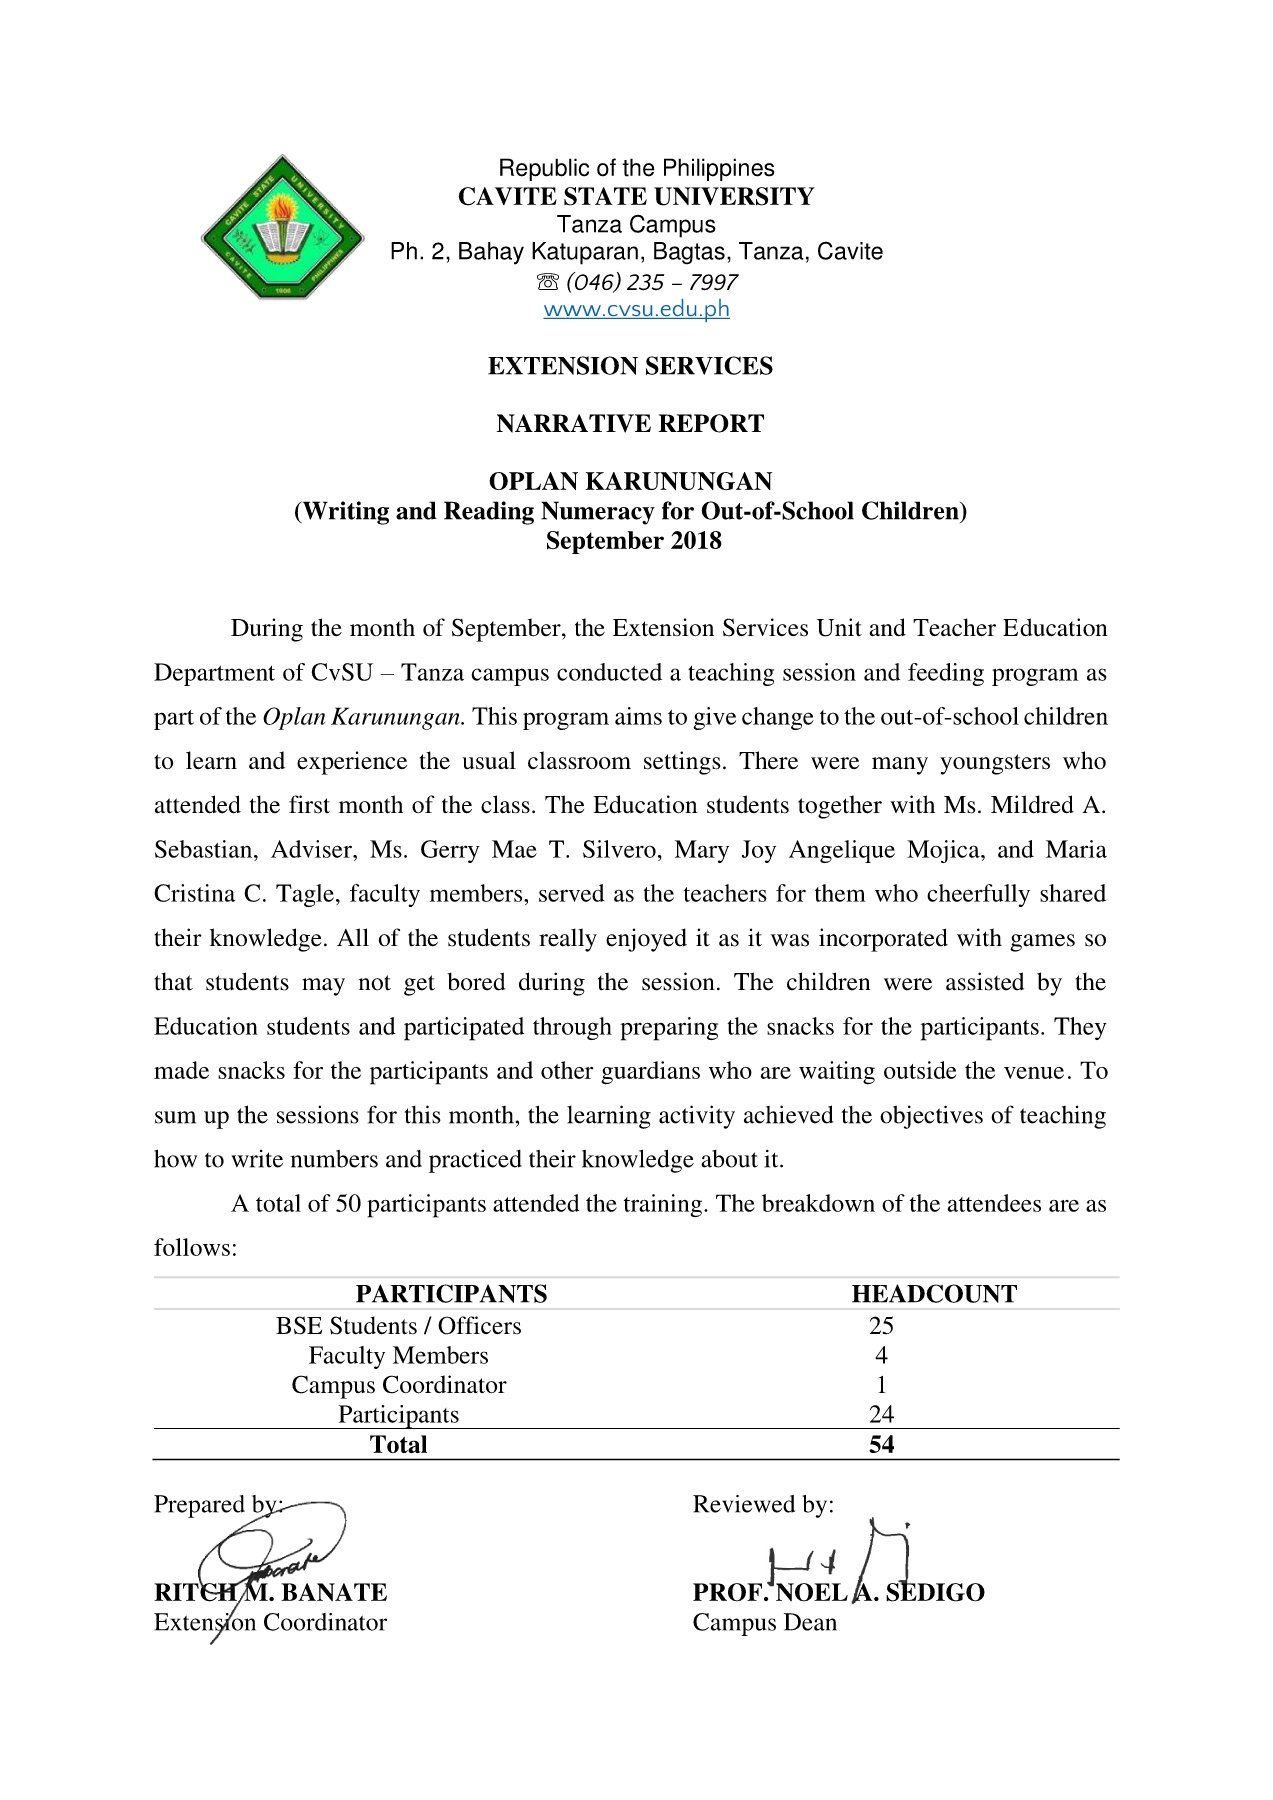 Republic of the Philippines
CAVITE STATE UNIVERSITY
Tanza Campus
Ph. 2, Bahay Katuparan, Bagtas, Tanza, Cavite
☏ (046) 235 – 7997
www.cvsu.edu.ph
CAVITE STATE UNIVERSITY
CAVITE PHILIPPINES
1906
EXTENSION SERVICES
NARRATIVE REPORT
OPLAN KARUNUNGAN
(Writing and Reading Numeracy for Out-of-School Children)
September 2018
During the month of September, the Extension Services Unit and Teacher Education
Department of CvSU – Tanza campus conducted a teaching session and feeding program as
part of the Oplan Karunungan. This program aims to give change to the out-of-school children
to learn and experience the usual classroom settings. There were many youngsters who
attended the first month of the class. The Education students together with Ms. Mildred A.
Sebastian, Adviser, Ms. Gerry Mae T. Silvero, Mary Joy Angelique Mojica, and Maria
Cristina C. Tagle, faculty members, served as the teachers for them who cheerfully shared
their knowledge. All of the students really enjoyed it as it was incorporated with games so
that students may not get bored during the session. The children were assisted by the
Education students and participated through preparing the snacks for the participants. They
made snacks for the participants and other guardians who are waiting outside the venue. To
sum up the sessions for this month, the learning activity achieved the objectives of teaching
how to write numbers and practiced their knowledge about it.
A total of 50 participants attended the training. The breakdown of the attendees are as
follows:
PARTICIPANTS HEADCOUNT
BSE Students / Officers 25
Faculty Members 4
Campus Coordinator 1
Participants 24
Total 54
Prepared by: Reviewed by:
RITCH M. BANATE PROF. NOEL A. SEDIGO
Extension Coordinator Campus Dean